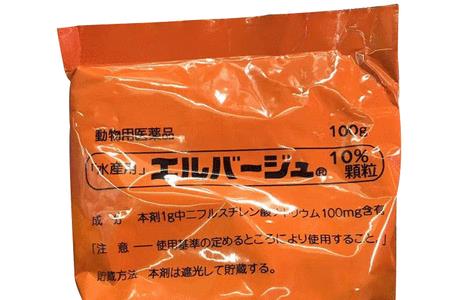 動物用医薬品 100g
「水産用」エルバージュ® 10%顆粒
成分 本剤1g中ニフルスチレン酸ナトリウム100mg含有
「注意 — 使用基準の定めるところにより使用すること」
貯蔵方法 本剤は遮光して貯蔵する。